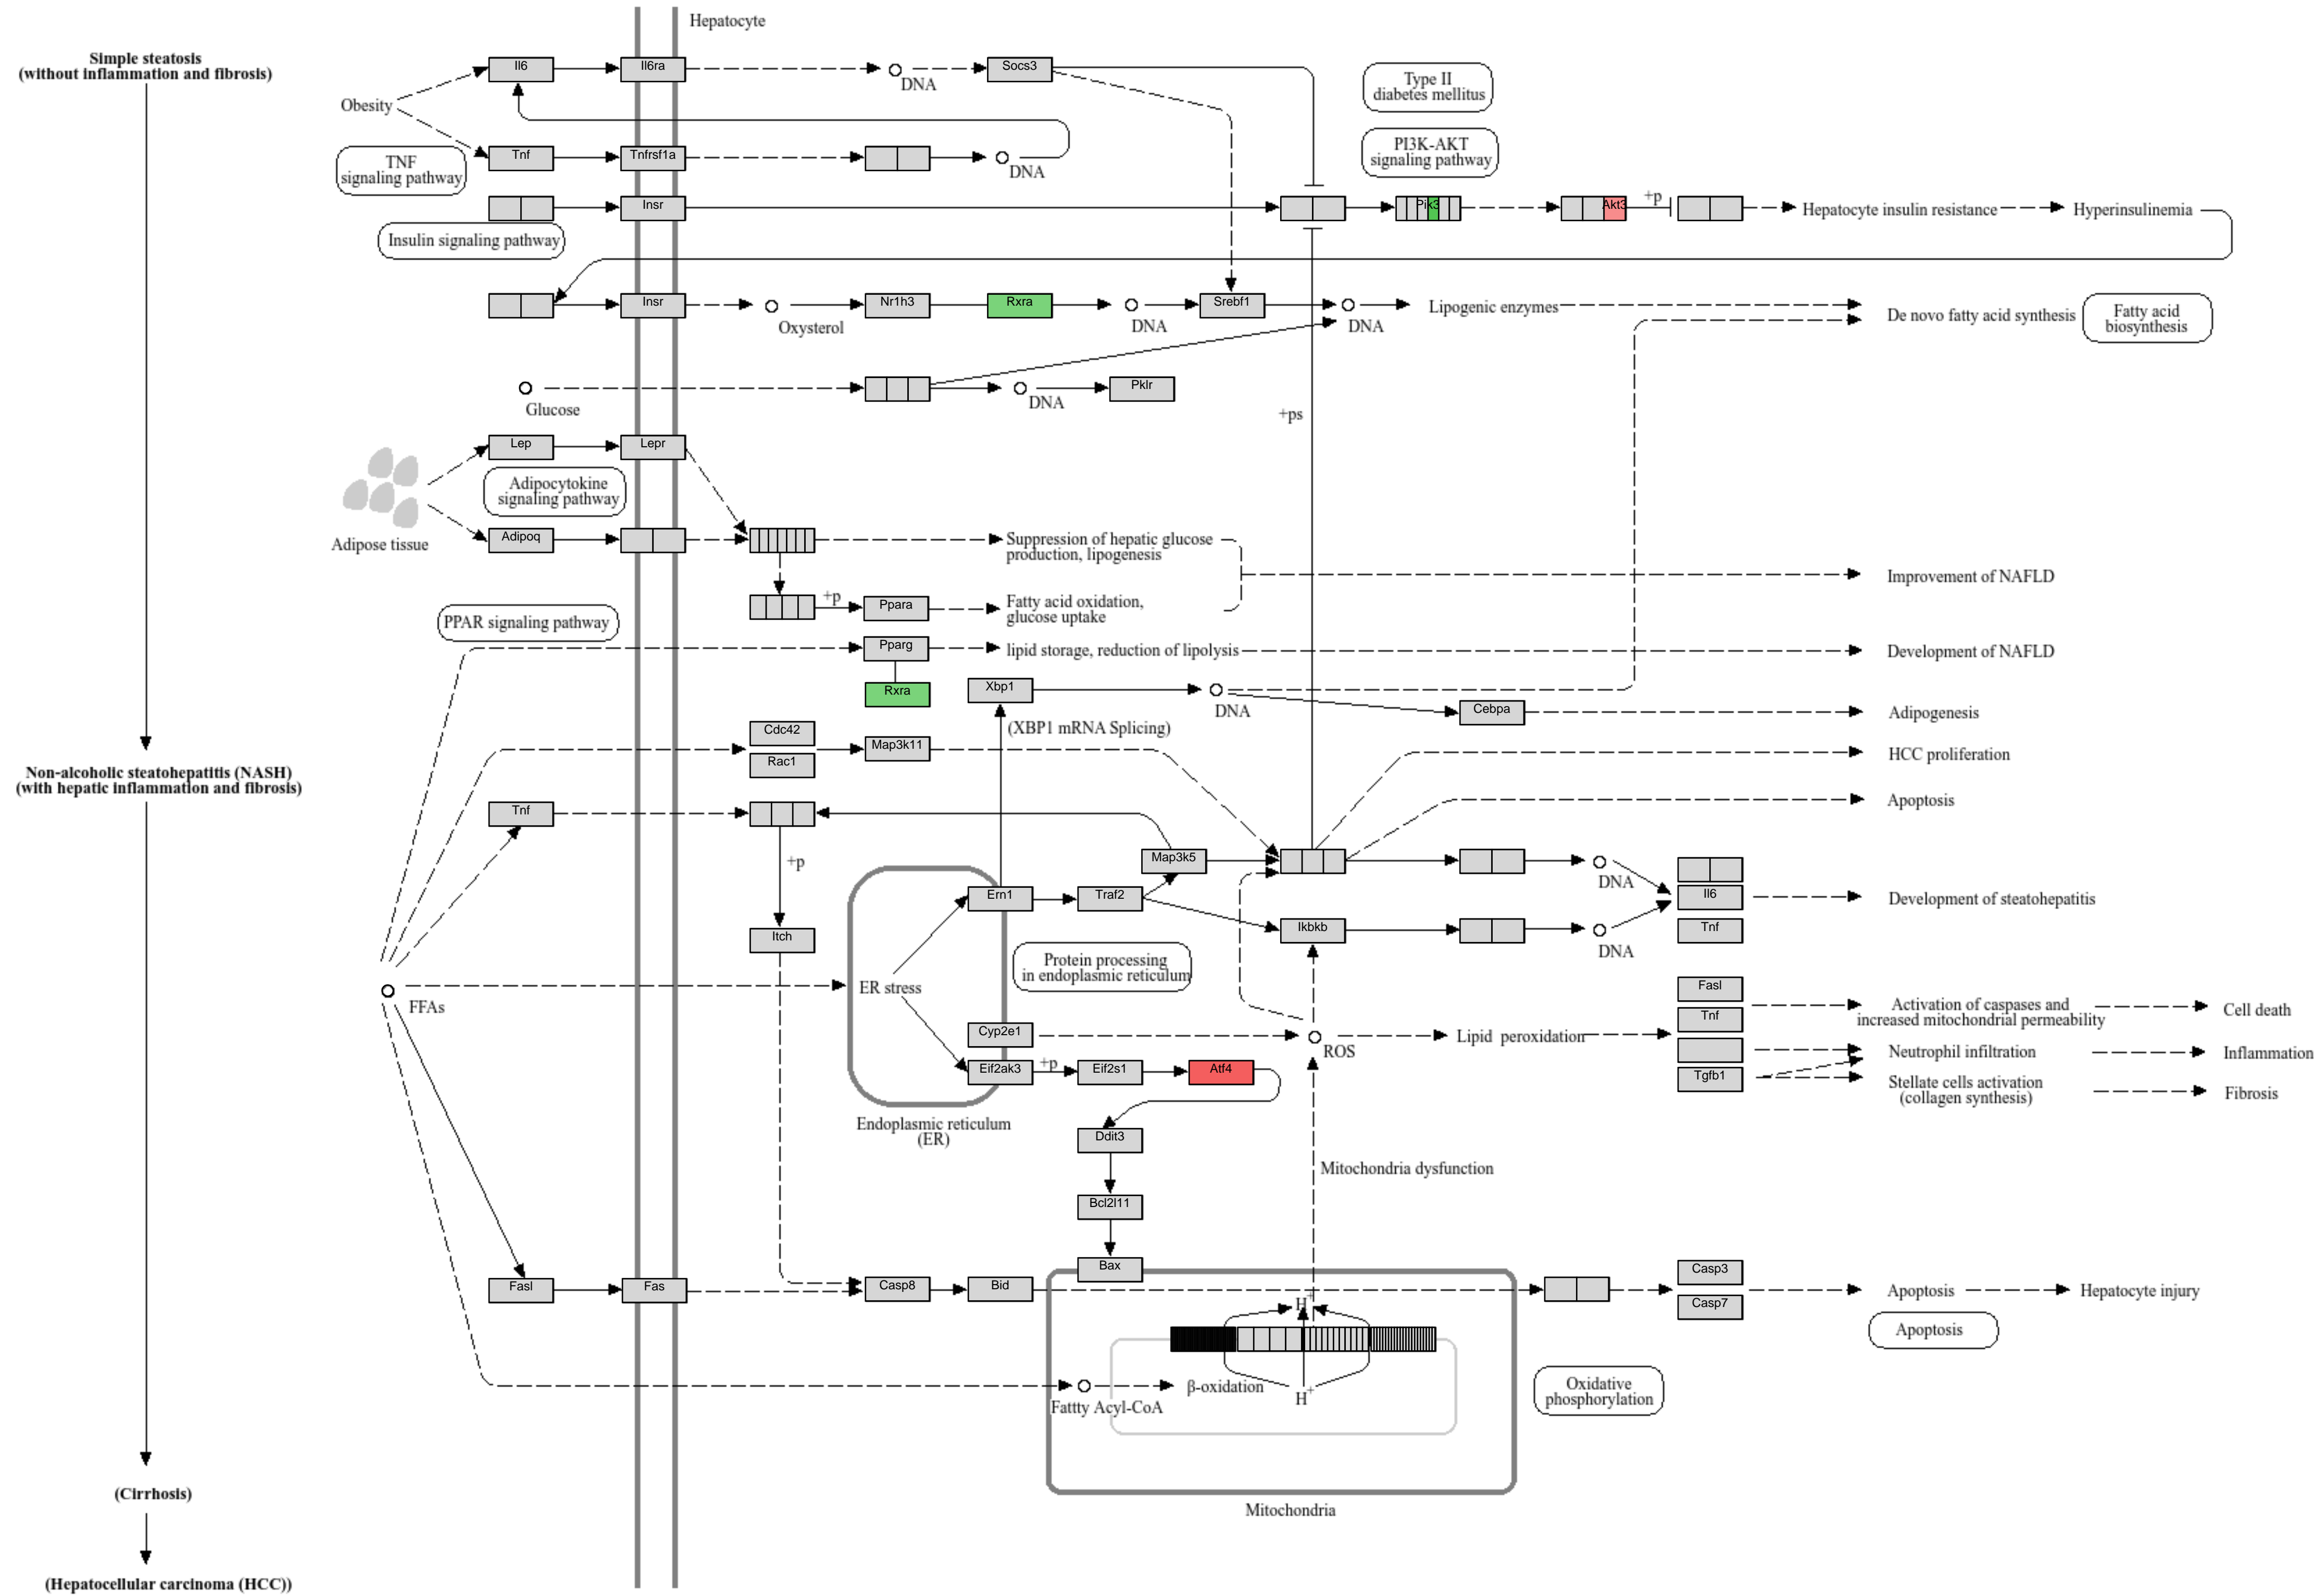 Hepatocyte
Simple steatosis
(without inflammation and fibrosis)
Il6
Il6ra
DNA
Socs3
Type II
diabetes mellitus
Obesity
TNF
signaling pathway
Tnf
Tnfrsf1a
DNA
PI3K-AKT
signaling pathway
Insr
Pik3
Akt3
+p
Hepatocyte insulin resistance
Hyperinsulinemia
Insulin signaling pathway
Insr
Oxysterol
Nr1h3
Rxra
DNA
Srebf1
DNA
Lipogenic enzymes
De novo fatty acid synthesis
Fatty acid
biosynthesis
Glucose
DNA
Pklr
+ps
Lep
Lepr
Adipocytokine
signaling pathway
Adipose tissue
Adipoq
Suppression of hepatic glucose
production, lipogenesis
Improvement of NAFLD
+p
Ppara
Fatty acid oxidation,
glucose uptake
PPAR signaling pathway
Pparg
lipid storage, reduction of lipolysis
Development of NAFLD
Rxra
Xbp1
DNA
Cebpa
Adipogenesis
(XBP1 mRNA Splicing)
Cdc42
Rac1
Map3k11
HCC proliferation
Non-alcoholic steatohepatitis (NASH)
(with hepatic inflammation and fibrosis)
Apoptosis
Tnf
+p
Map3k5
DNA
Ern1
Traf2
Il6
Development of steatohepatitis
Itch
Ikbkb
DNA
Tnf
Protein processing
in endoplasmic reticulum
ER stress
FFAs
Fasl
Activation of caspases and
increased mitochondrial permeability
Cell death
Tnf
Cyp2e1
ROS
Lipid peroxidation
Neutrophil infiltration
Inflammation
Eif2ak3
+p
Eif2s1
Atf4
Tgfb1
Stellate cells activation
(collagen synthesis)
Fibrosis
Endoplasmic reticulum
(ER)
Ddit3
Mitochondria dysfunction
Bcl2l11
Bax
Fasl
Fas
Casp8
Bid
Casp3
Casp7
Apoptosis
Hepatocyte injury
H+
Apoptosis
β-oxidation
H+
Fattty Acyl-CoA
Oxidative
phosphorylation
(Cirrhosis)
Mitochondria
(Hepatocellular carcinoma (HCC))